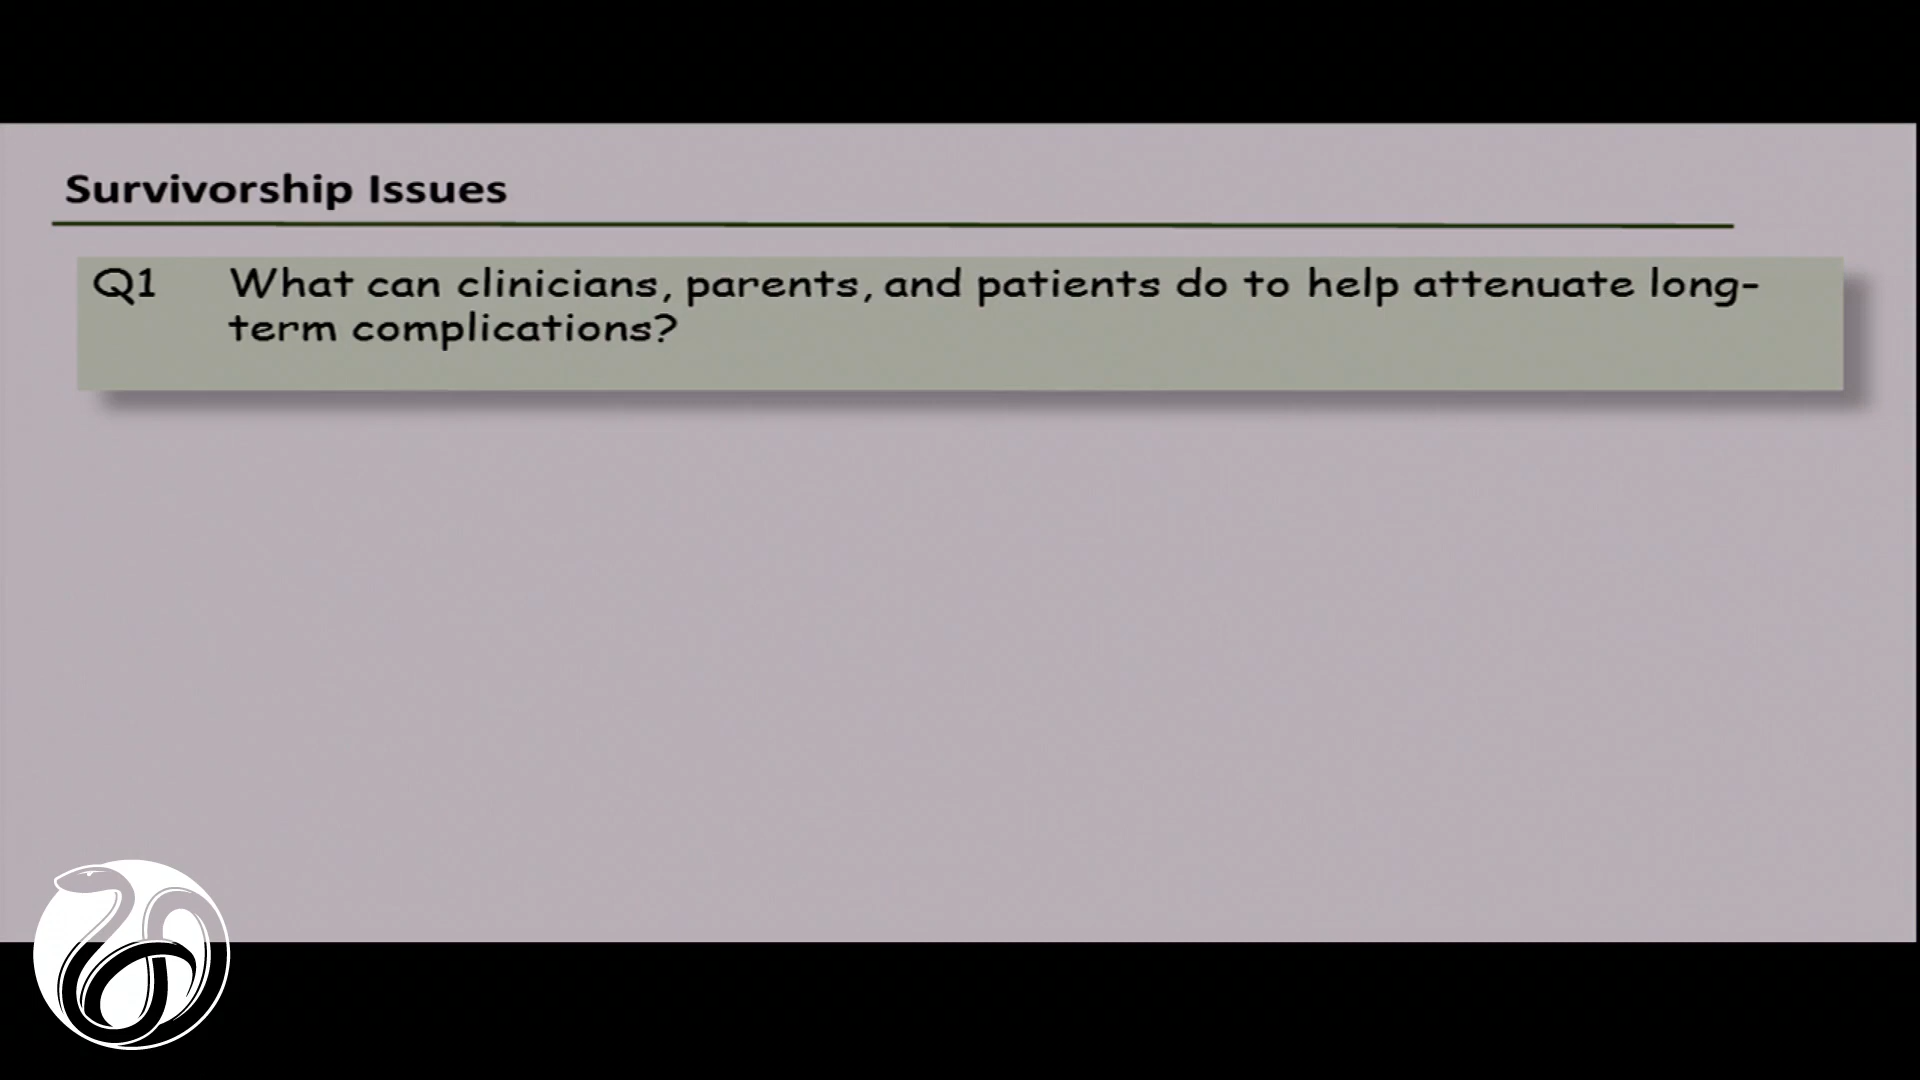 Survivorship Issues
Q1 What can clinicians, parents, and patients do to help attenuate long-
term complications?